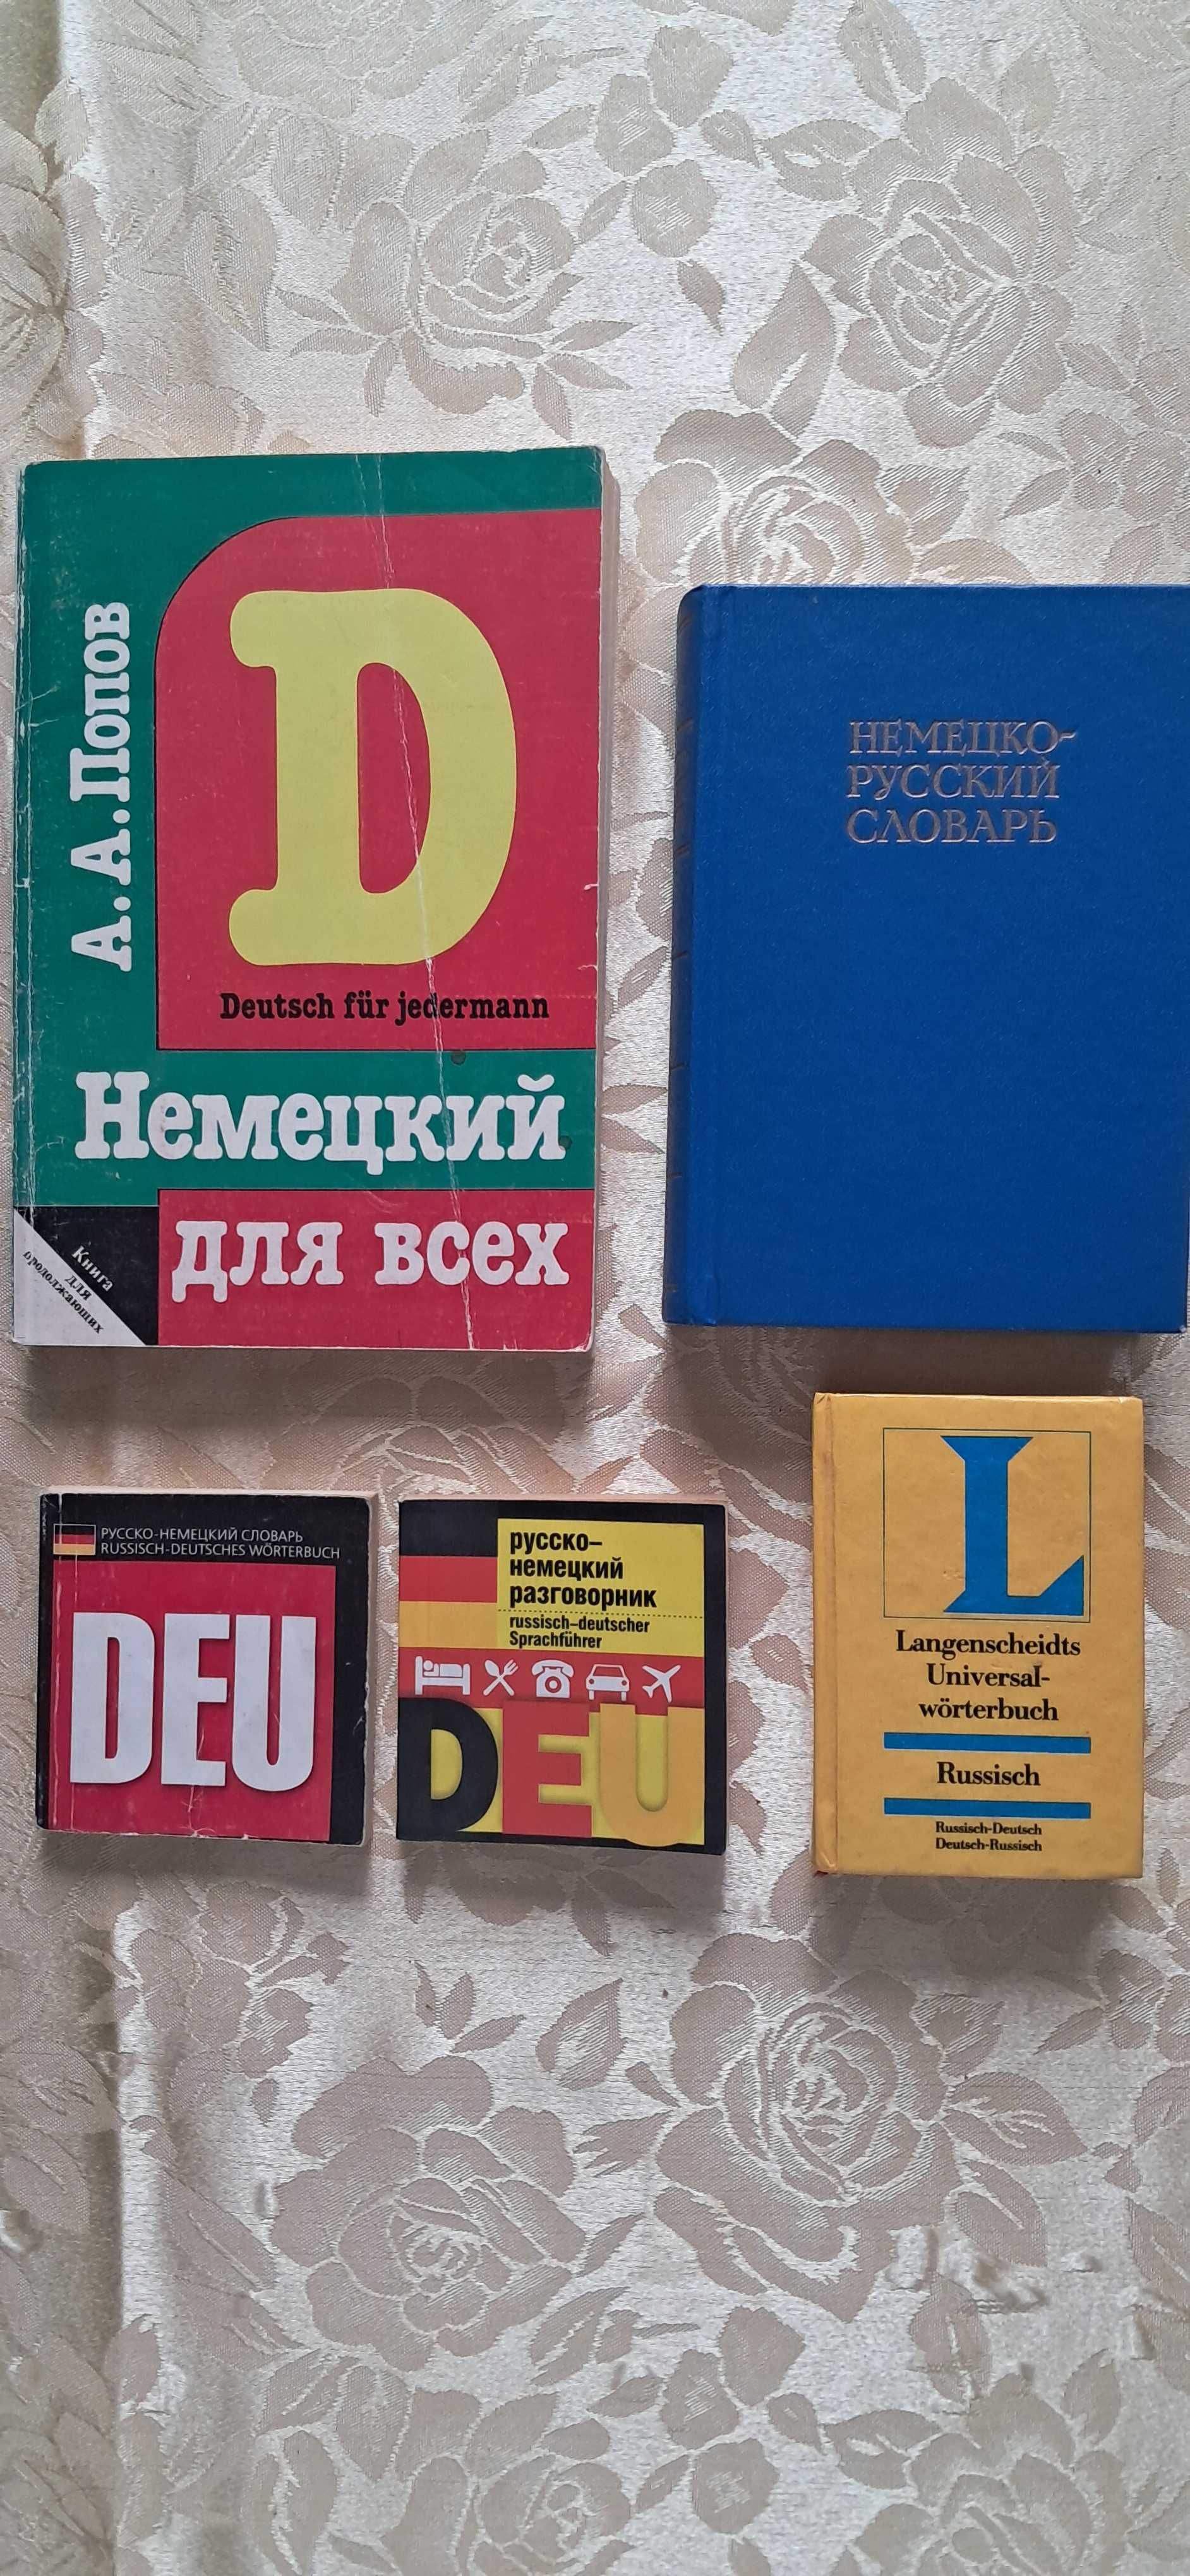 А. А. Попов
D
Deutsch für jedermann
Немецкий
для всех
Книга
для
продолжающих
НЕМЕЦКО-
РУССКИЙ
СЛОВАРЬ
РУССКО-НЕМЕЦКИЙ СЛОВАРЬ
RUSSISCH-DEUTSCHES WÖRTERBUCH
DEU
русско-
немецкий
разговорник
russisch-deutscher
Sprachführer
DEU
L
Langenscheidts
Universal-
wörterbuch
Russisch
Russisch-Deutsch
Deutsch-Russisch